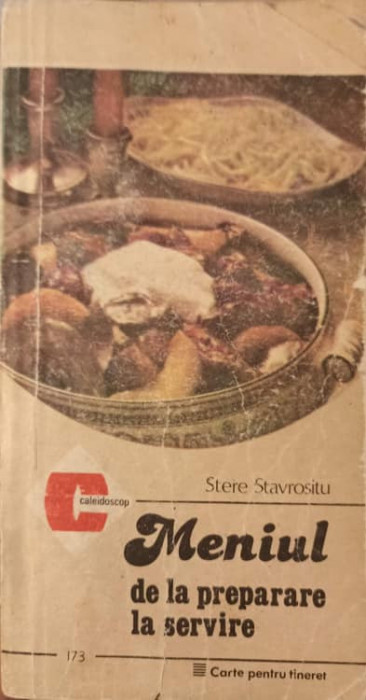 Stere Stavrositu
caleidoscop
Meniul
de la preparare
la servire
173
Carte pentru tineret